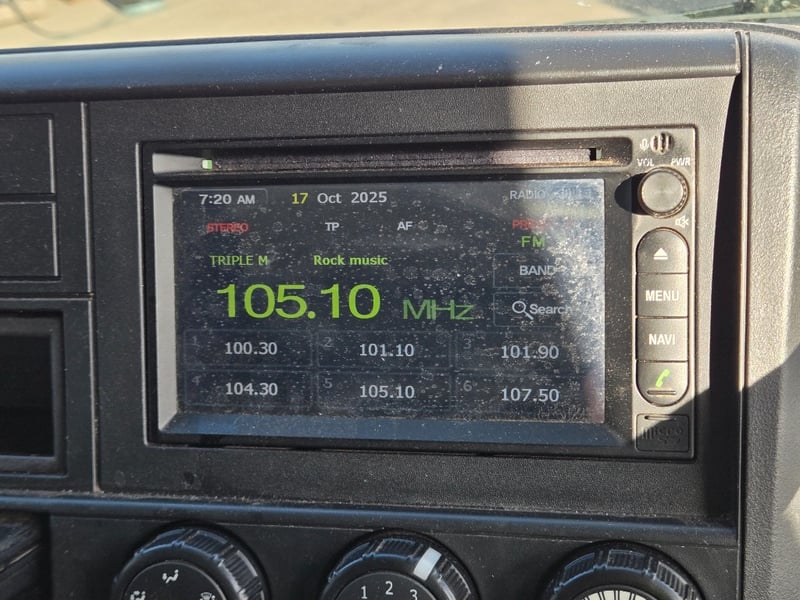 VOL PWR
7:20 AM 17 Oct 2025
STEREO TP AF
FM
TRIPLE M Rock music
BAND
105.10 MHz
Search
1 100.30 2 101.10 3 101.90
4 104.30 5 105.10 6 107.50
MENU
NAVI
1 2 3